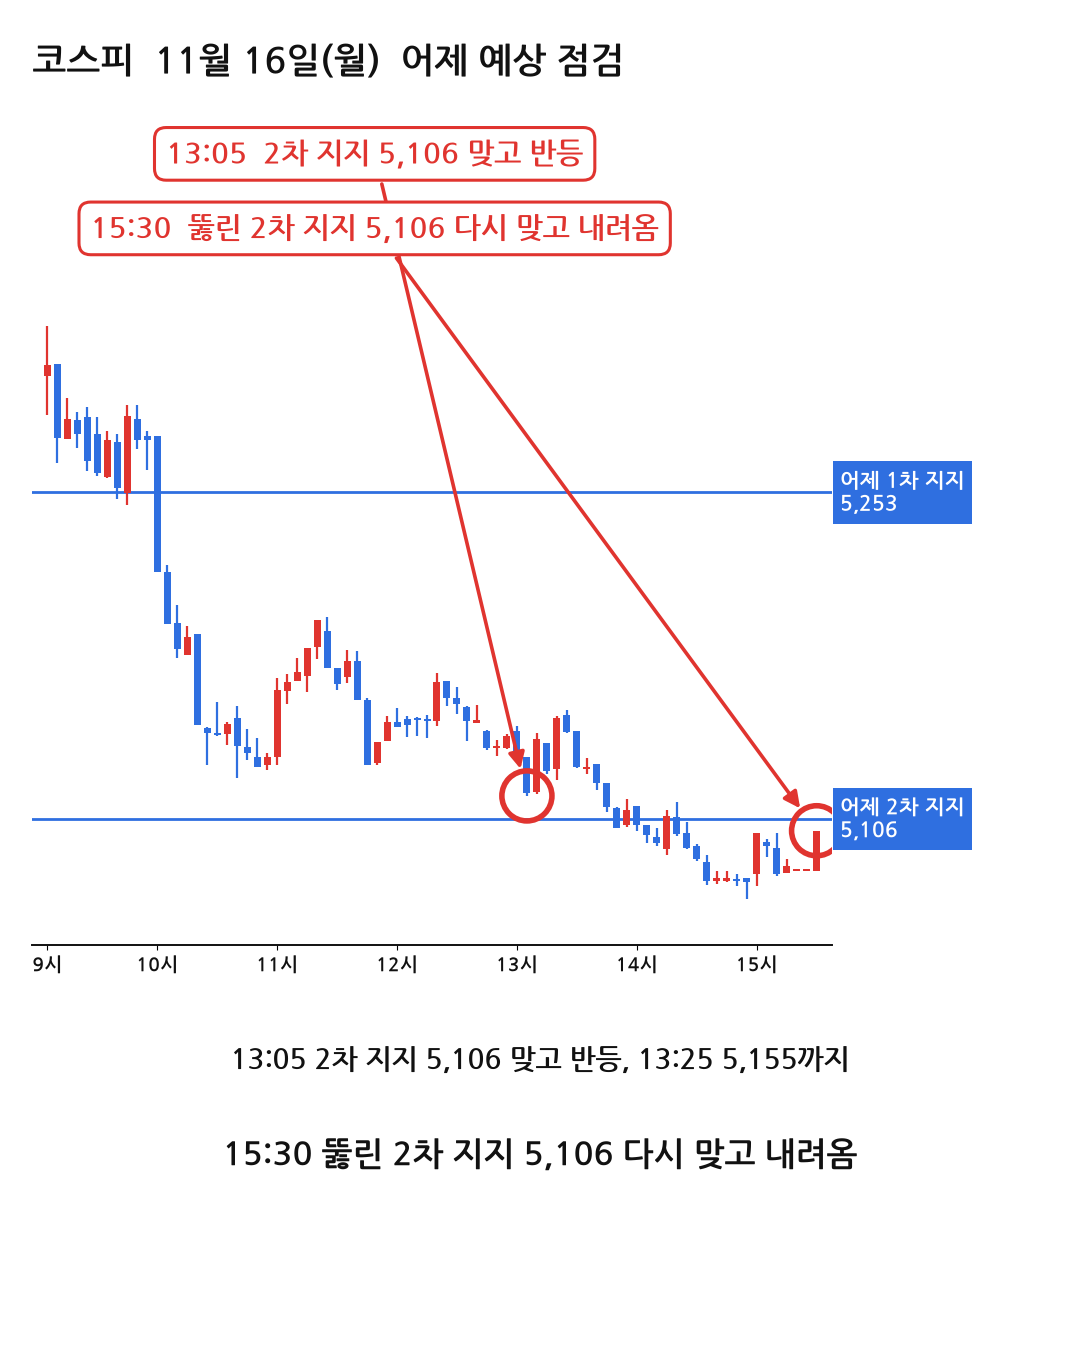 코스피  11월 16일(월)  어제 예상 점검
13:05  2차 지지 5,106 맞고 반등
15:30  뚫린 2차 지지 5,106 다시 맞고 내려옴
어제 1차 지지
5,253
어제 2차 지지
5,106
9시 10시 11시 12시 13시 14시 15시
13:05 2차 지지 5,106 맞고 반등, 13:25 5,155까지
15:30 뚫린 2차 지지 5,106 다시 맞고 내려옴